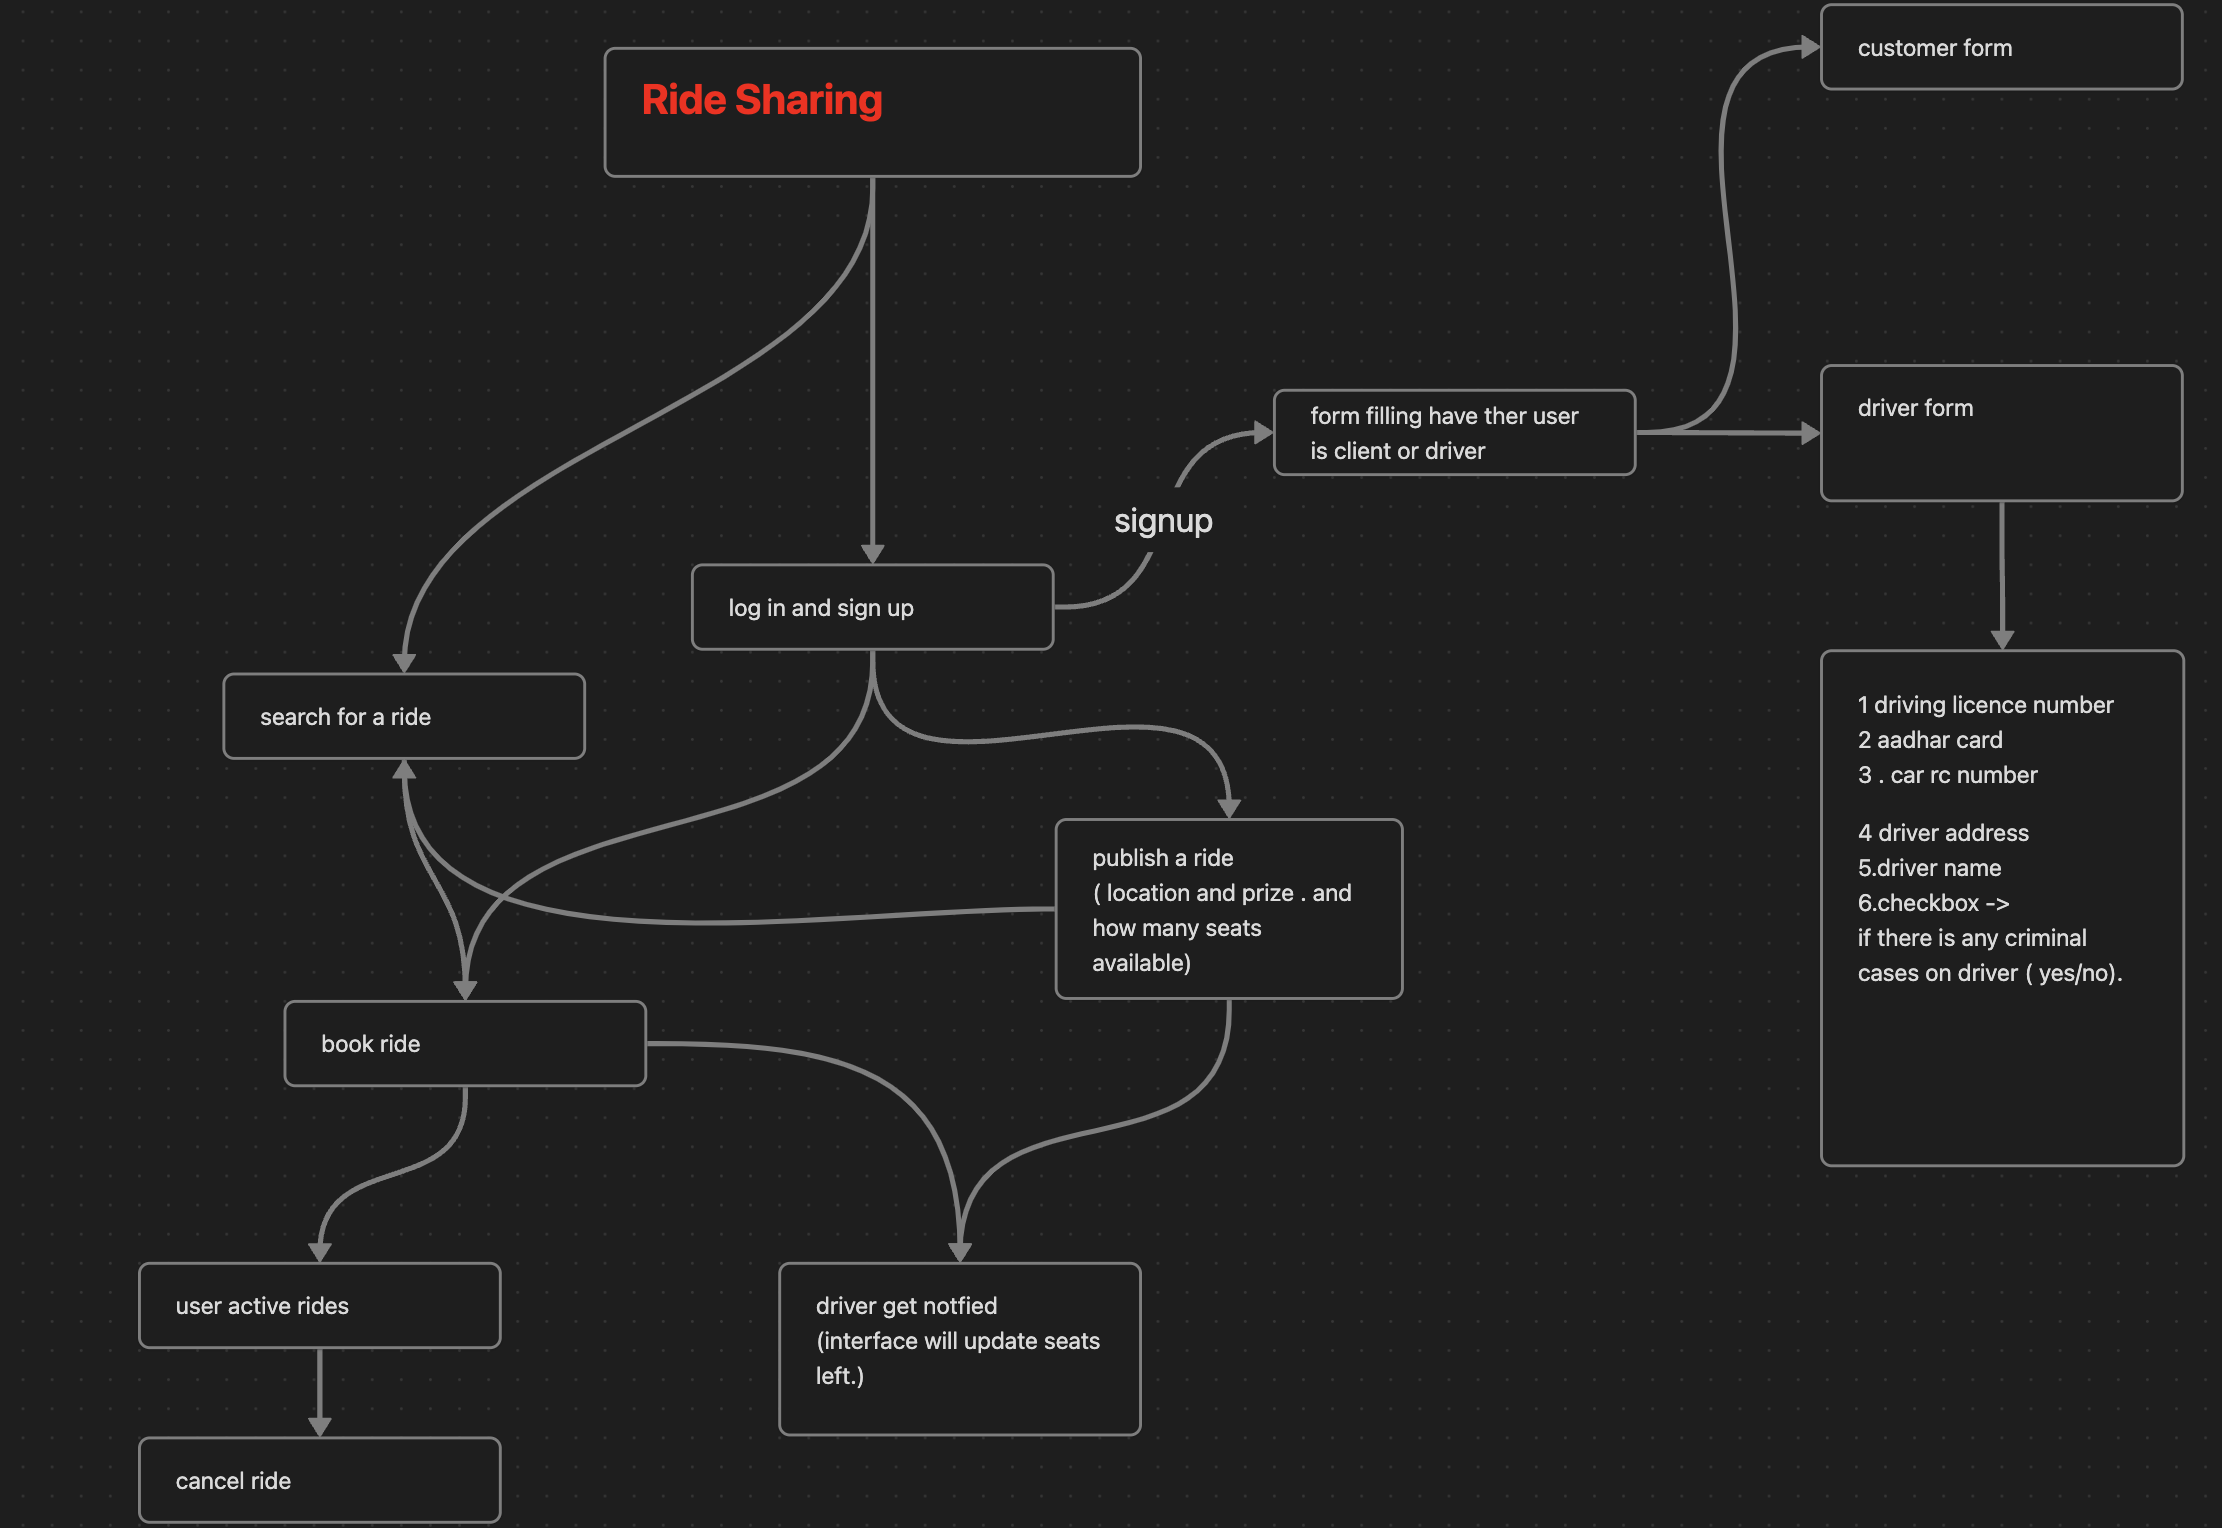 Ride Sharing
customer form
form filling have ther user
is client or driver
driver form
signup
log in and sign up
search for a ride
1 driving licence number
2 aadhar card
3 . car rc number
4 driver address
5.driver name
6.checkbox ->
if there is any criminal
cases on driver ( yes/no).
publish a ride
( location and prize . and
how many seats
available)
book ride
user active rides
driver get notfied
(interface will update seats
left.)
cancel ride